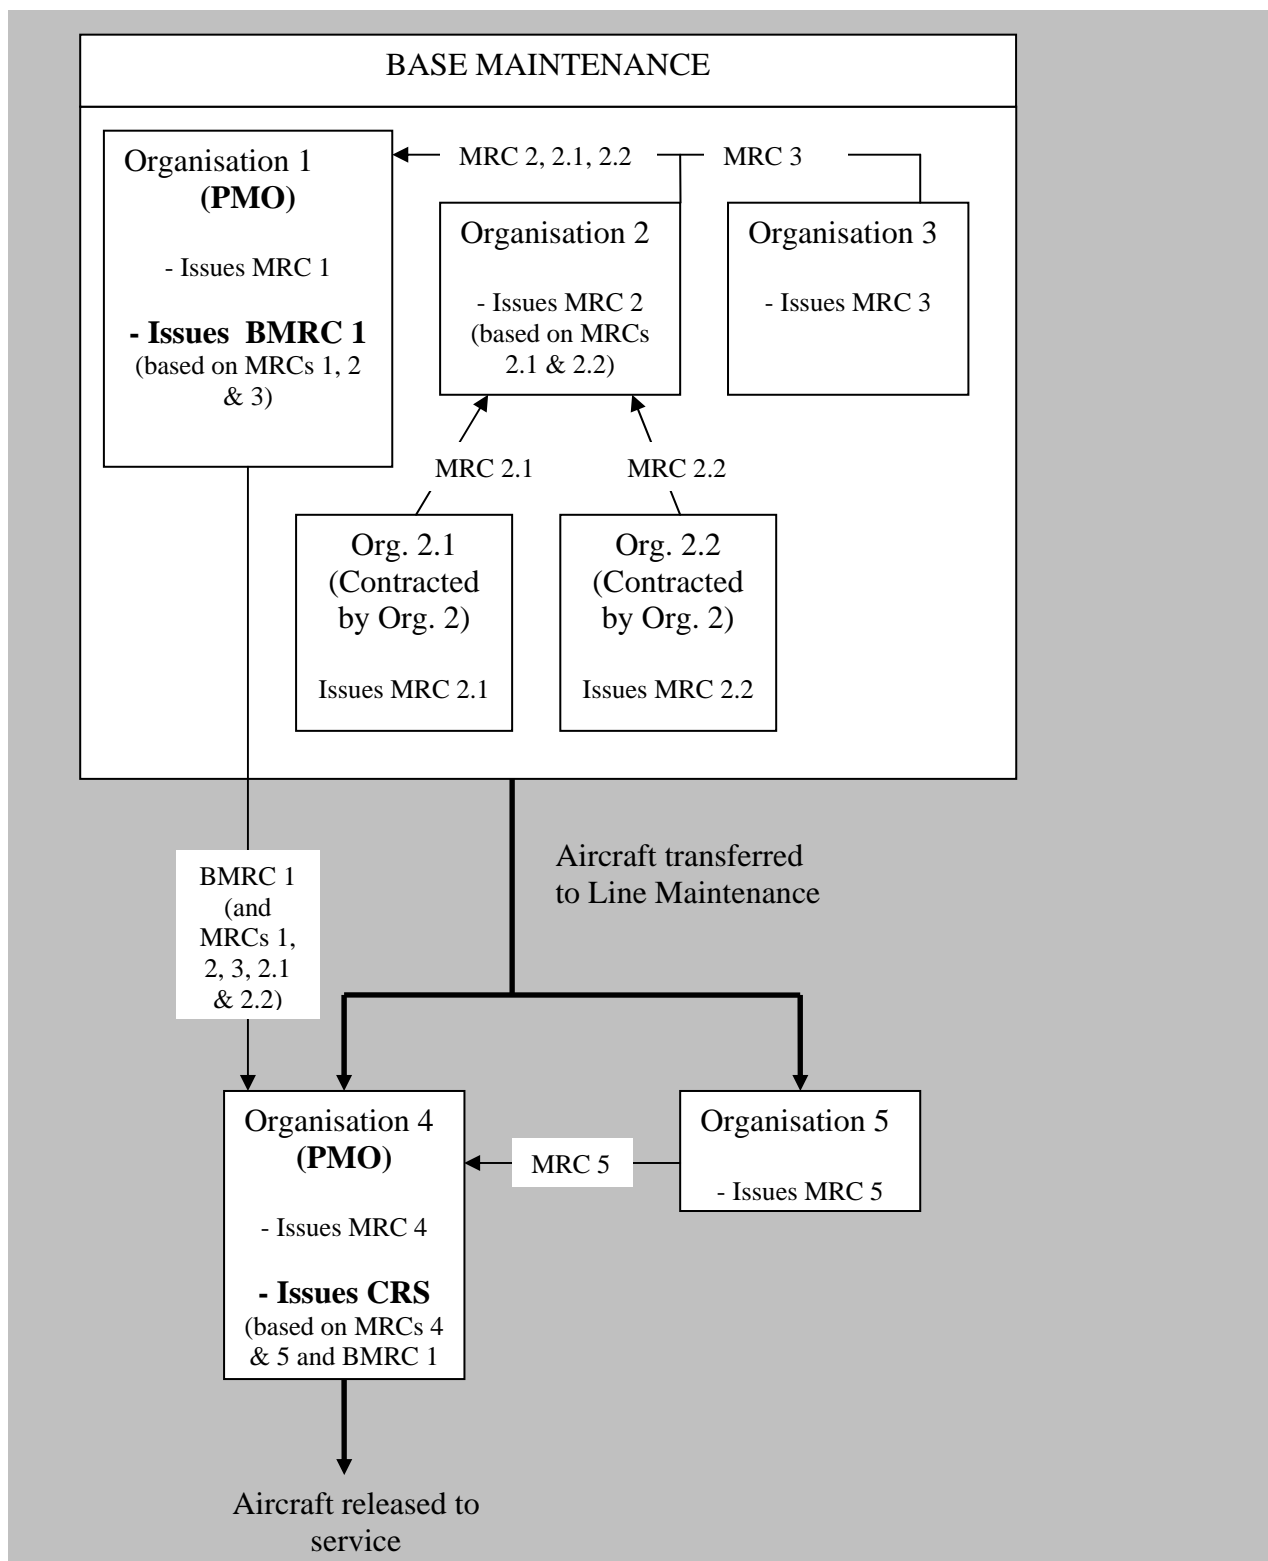 BASE MAINTENANCE
Organisation 1
(PMO)
- Issues MRC 1
- Issues  BMRC 1
(based on MRCs 1, 2
& 3)
MRC 2, 2.1, 2.2
MRC 3
Organisation 2
- Issues MRC 2
(based on MRCs
2.1 & 2.2)
Organisation 3
- Issues MRC 3
MRC 2.1
MRC 2.2
Org. 2.1
(Contracted
by Org. 2)
Issues MRC 2.1
Org. 2.2
(Contracted
by Org. 2)
Issues MRC 2.2
BMRC 1
(and
MRCs 1,
2, 3, 2.1
& 2.2)
Aircraft transferred
to Line Maintenance
Organisation 4
(PMO)
- Issues MRC 4
- Issues CRS
(based on MRCs 4
& 5 and BMRC 1
MRC 5
Organisation 5
- Issues MRC 5
Aircraft released to
service